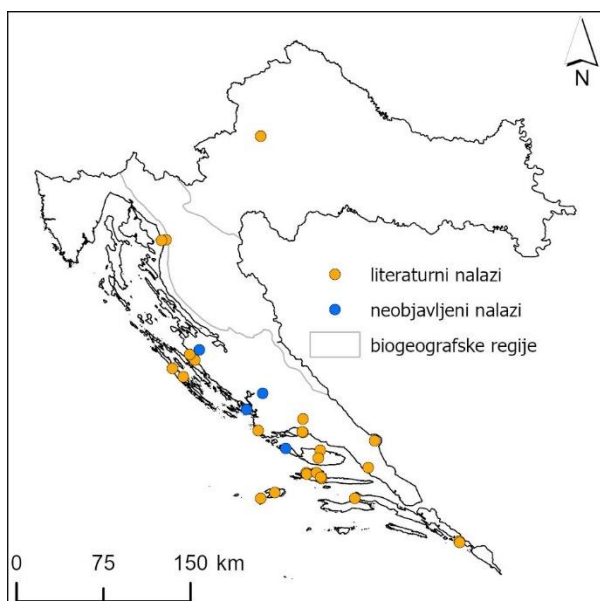 N
literaturni nalazi
neobjavljeni nalazi
biogeografske regije
0 75 150 km